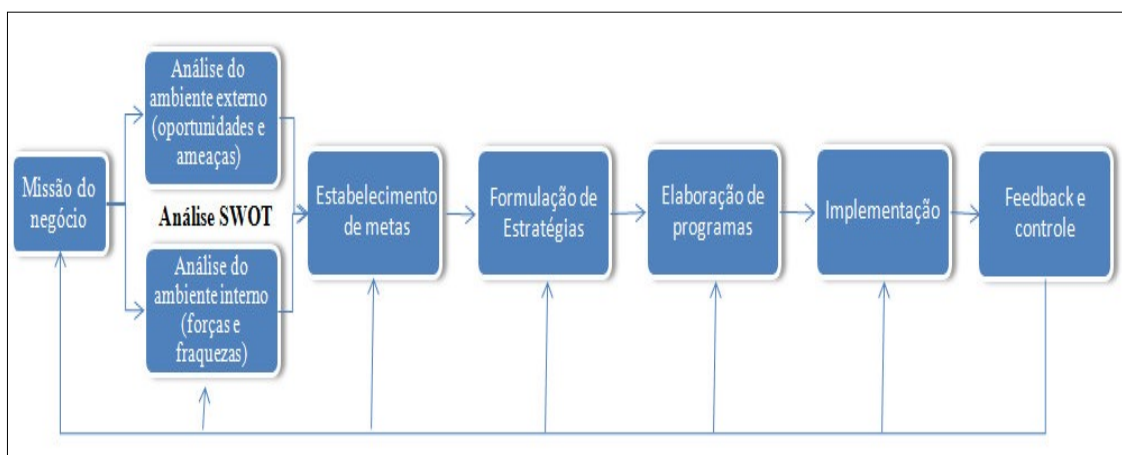 Missão do
negócio
Análise do
ambiente externo
(oportunidades e
ameaças)
Análise SWOT
Análise do
ambiente interno
(forças e
fraquezas)
Estabelecimento
de metas
Formulação de
Estratégias
Elaboração de
programas
Implementação
Feedback e
controle